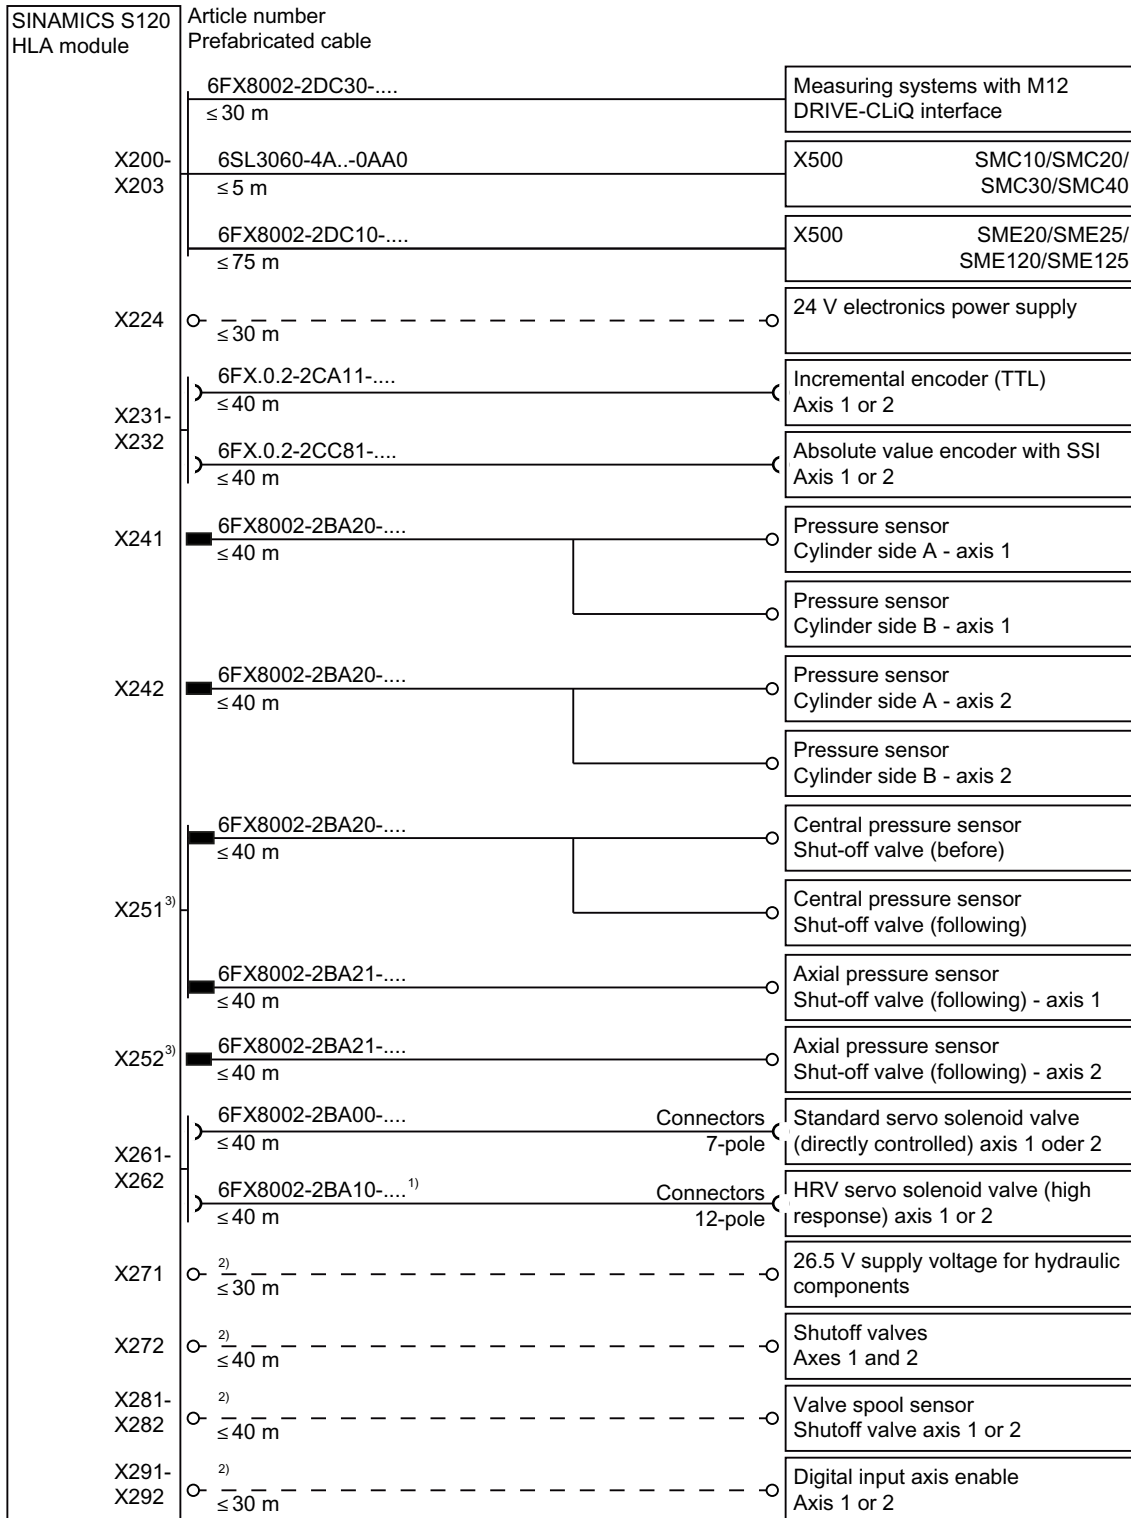 SINAMICS S120
HLA module
Article number
Prefabricated cable
X200-
X203
6FX8002-2DC30-....
≤ 30 m
Measuring systems with M12
DRIVE-CLiQ interface
6SL3060-4A..-0AA0
≤ 5 m
X500 SMC10/SMC20/
SMC30/SMC40
6FX8002-2DC10-....
≤ 75 m
X500 SME20/SME25/
SME120/SME125
X224
≤ 30 m
24 V electronics power supply
X231-
X232
6FX.0.2-2CA11-....
≤ 40 m
Incremental encoder (TTL)
Axis 1 or 2
6FX.0.2-2CC81-....
≤ 40 m
Absolute value encoder with SSI
Axis 1 or 2
X241
6FX8002-2BA20-....
≤ 40 m
Pressure sensor
Cylinder side A - axis 1
Pressure sensor
Cylinder side B - axis 1
X242
6FX8002-2BA20-....
≤ 40 m
Pressure sensor
Cylinder side A - axis 2
Pressure sensor
Cylinder side B - axis 2
X251 3)
6FX8002-2BA20-....
≤ 40 m
Central pressure sensor
Shut-off valve (before)
Central pressure sensor
Shut-off valve (following)
6FX8002-2BA21-....
≤ 40 m
Axial pressure sensor
Shut-off valve (following) - axis 1
X252 3)
6FX8002-2BA21-....
≤ 40 m
Axial pressure sensor
Shut-off valve (following) - axis 2
X261-
X262
6FX8002-2BA00-....
≤ 40 m
Connectors
7-pole
Standard servo solenoid valve
(directly controlled) axis 1 oder 2
6FX8002-2BA10-.... 1)
≤ 40 m
Connectors
12-pole
HRV servo solenoid valve (high
response) axis 1 or 2
X271
2)
≤ 30 m
26.5 V supply voltage for hydraulic
components
X272
2)
≤ 40 m
Shutoff valves
Axes 1 and 2
X281-
X282
2)
≤ 40 m
Valve spool sensor
Shutoff valve axis 1 or 2
X291-
X292
2)
≤ 30 m
Digital input axis enable
Axis 1 or 2